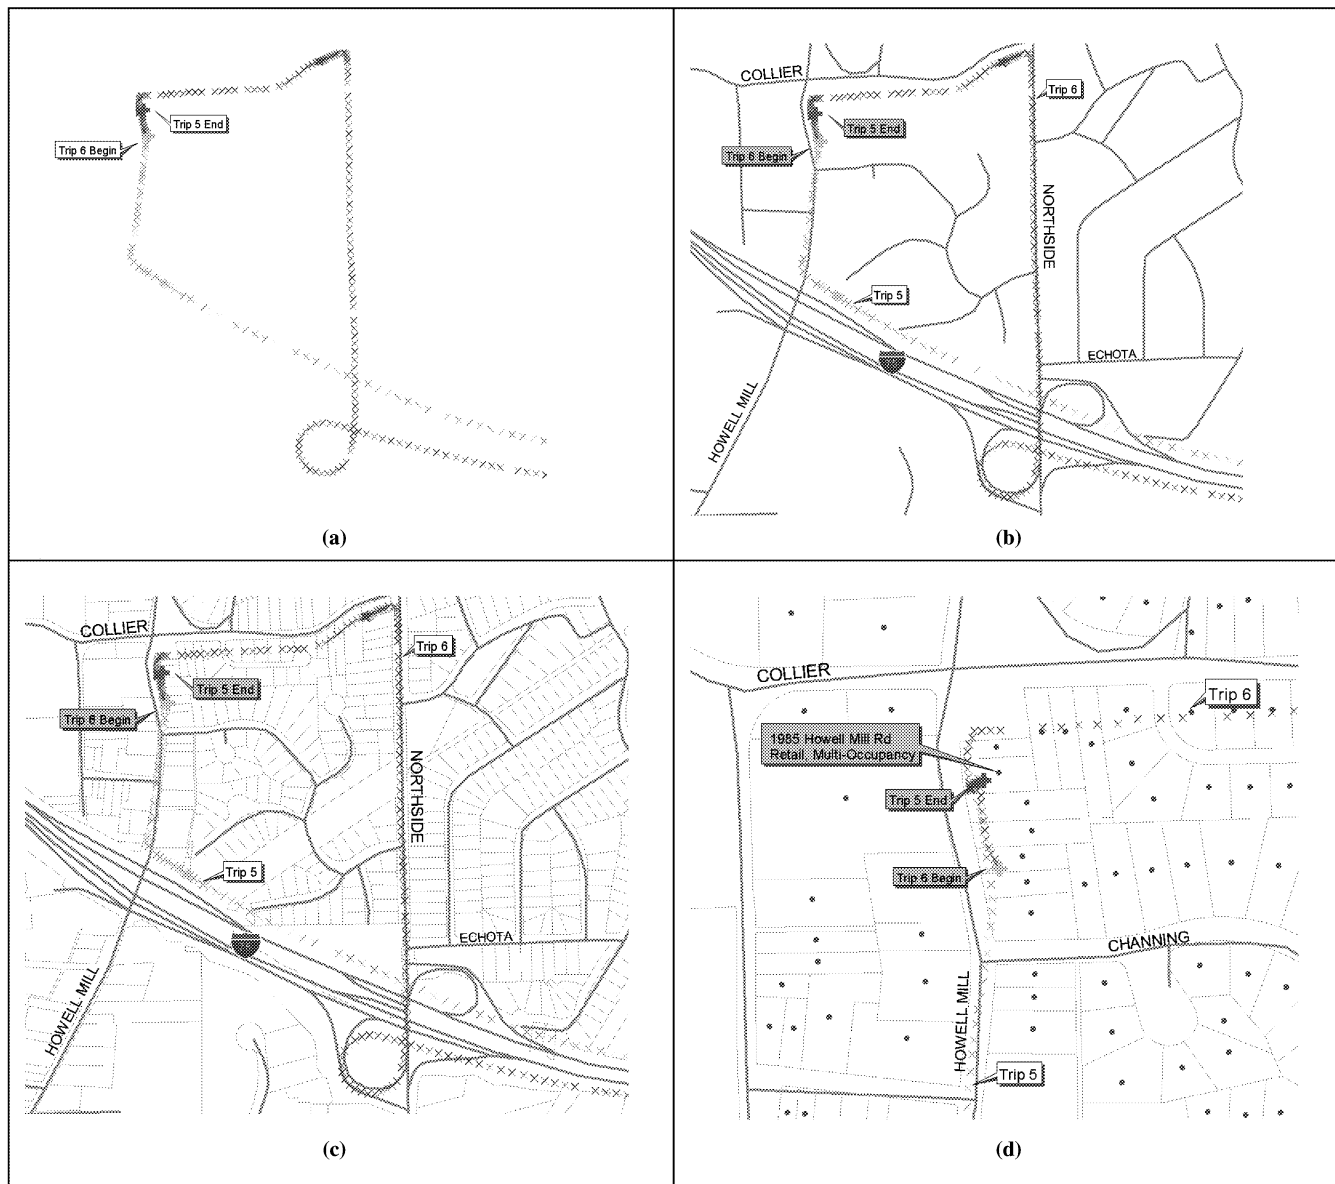 Trip 5 End
Trip 6 Begin
(a)
COLLIER
Trip 6
Trip 5 End
Trip 6 Begin
NORTHSIDE
Trip 5
ECHOTA
HOWELL MILL
(b)
COLLIER
Trip 6
Trip 5 End
Trip 6 Begin
NORTHSIDE
Trip 5
ECHOTA
HOWELL MILL
(c)
COLLIER
Trip 6
1985 Howell Mill Rd
Retail, Multi-Occupancy
Trip 5 End
Trip 6 Begin
CHANNING
HOWELL MILL
Trip 5
(d)